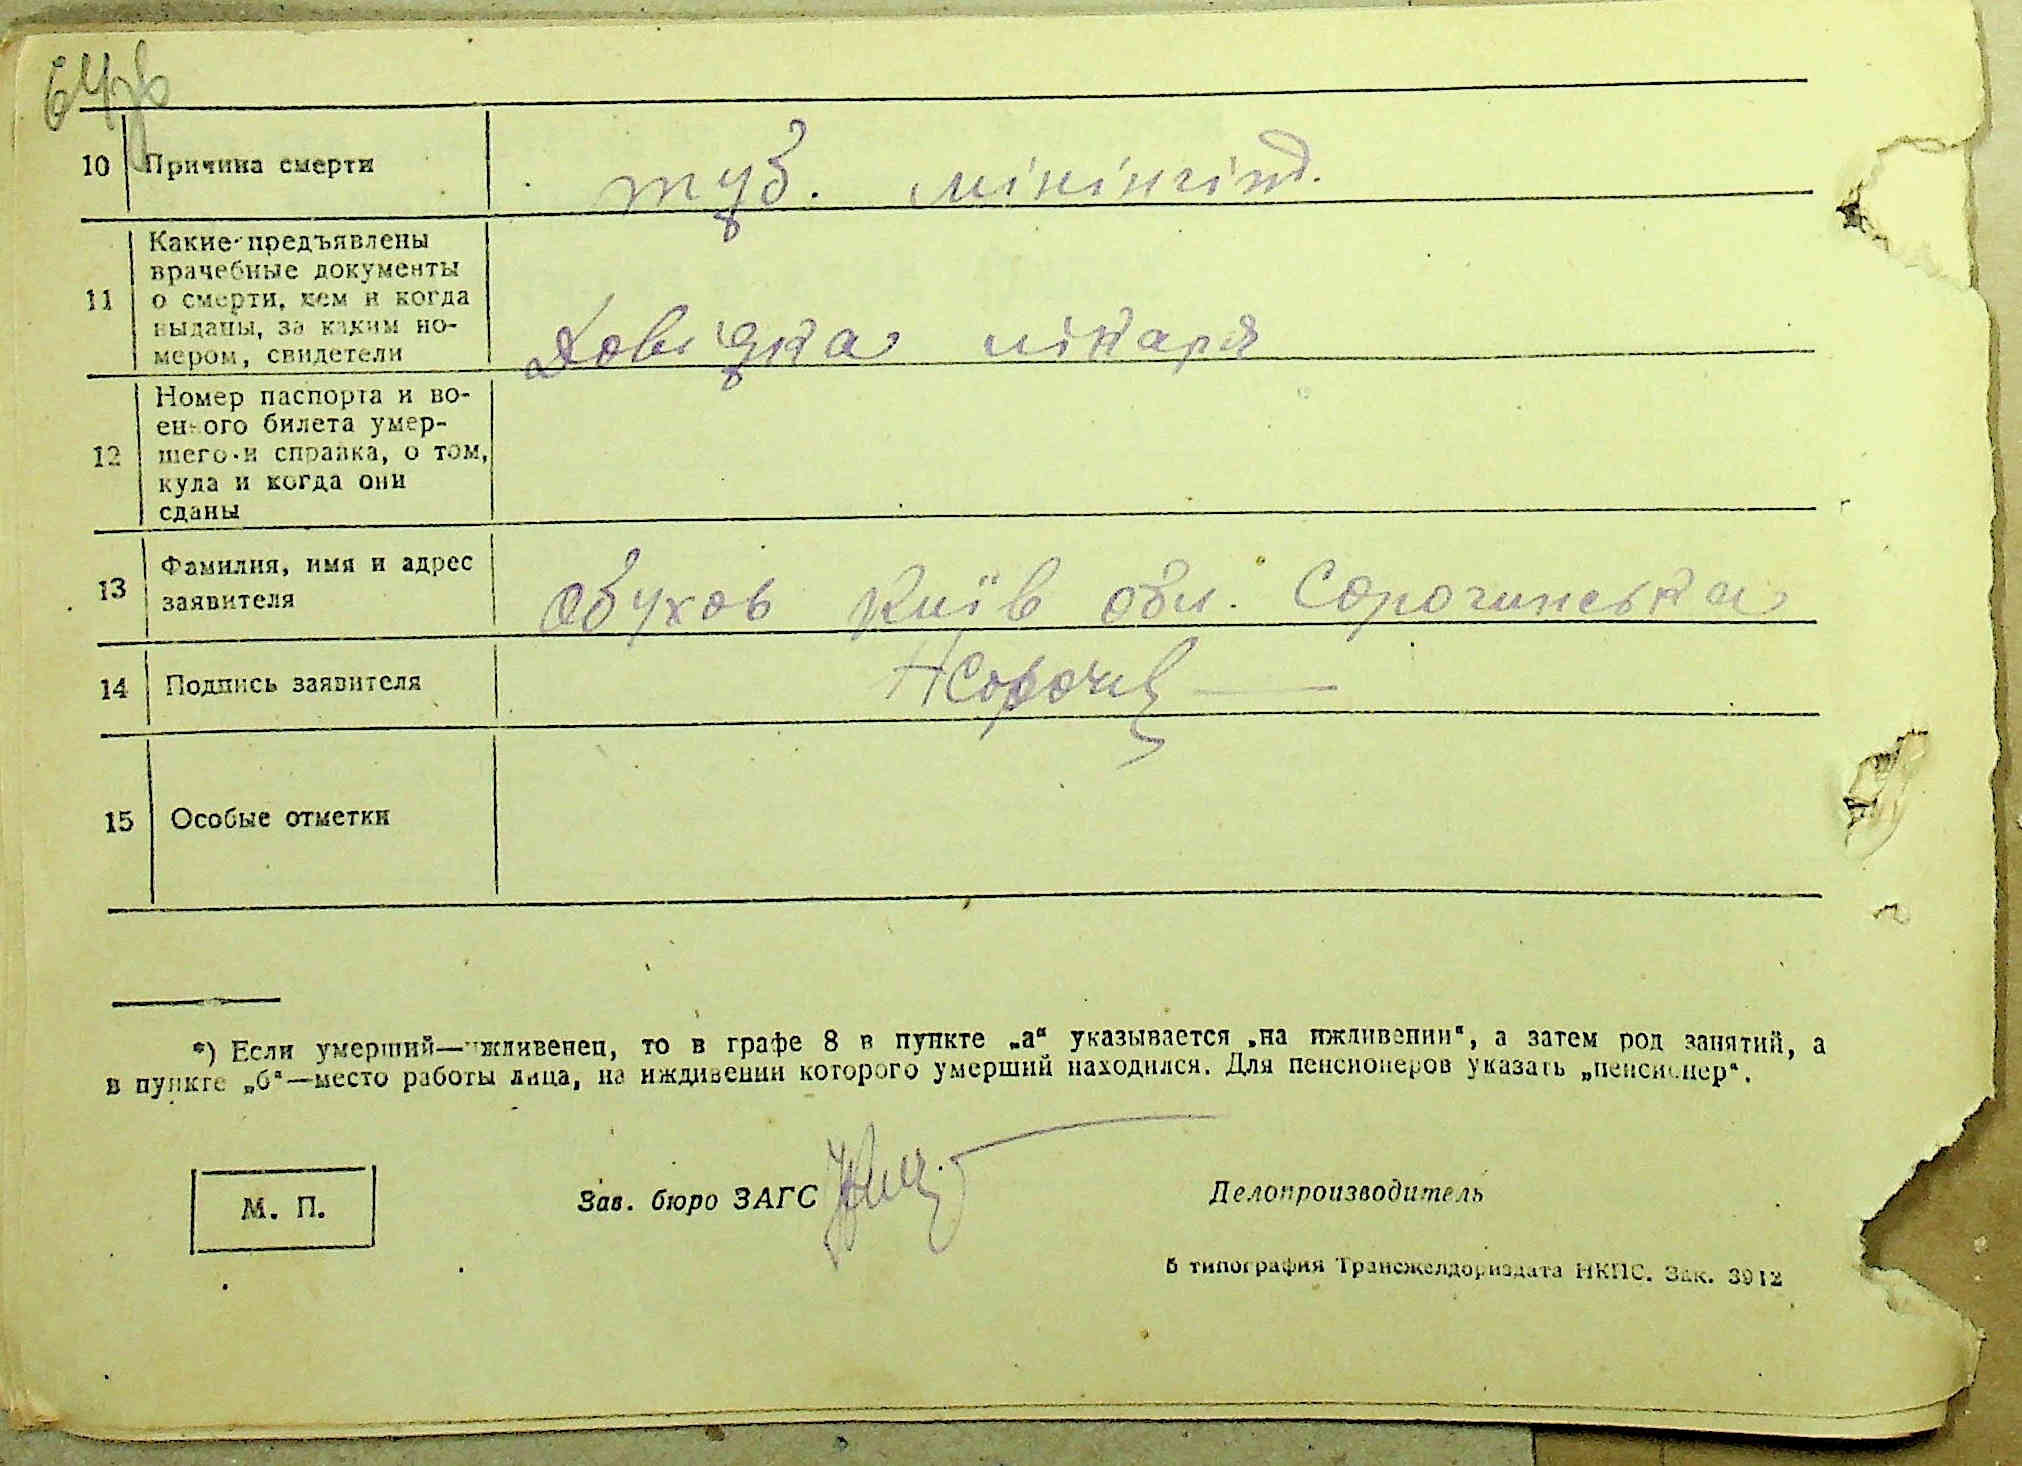 64зв
10 Причина смерти туб. мінінгіт.
11 Какие предъявлены
врачебные документы
о смерти, кем и когда
выданы, за каким но-
мером, свидетели
Довідка лікаря
12 Номер паспорта и во-
енного билета умер-
шего и справка, о том,
куда и когда они
сданы
13 Фамилия, имя и адрес
заявителя
Обухов Київ обл. Сорочинська
14 Подпись заявителя
15 Особые отметки
*) Если умерший—иждивенец, то в графе 8 в пункте „а“ указывается „на иждивении“, а затем род занятий, а
в пункте „б“—место работы лица, на иждивении которого умерший находился. Для пенсионеров указать „пенсионер“.
М. П.
Зав. бюро ЗАГС
Делопроизводитель
6 типография Трансжелдориздата НКПС. Зак. 3912